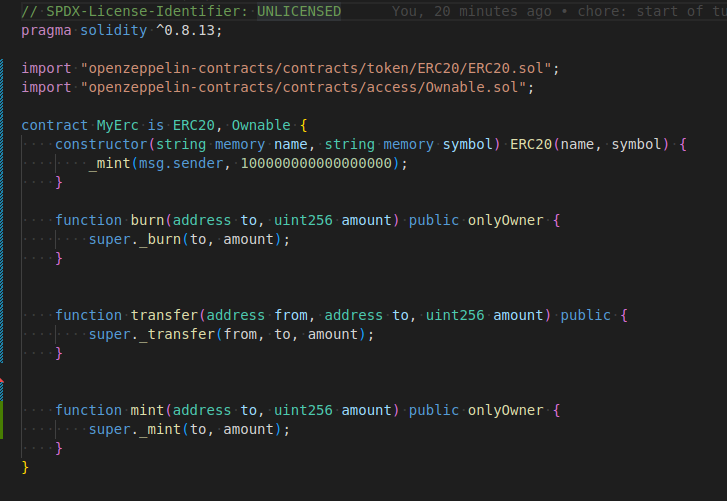 // SPDX-License-Identifier: UNLICENSED You, 20 minutes ago • chore: start of tu
pragma solidity ^0.8.13;
import "openzeppelin-contracts/contracts/token/ERC20/ERC20.sol";
import "openzeppelin-contracts/contracts/access/Ownable.sol";
contract MyErc is ERC20, Ownable {
constructor(string memory name, string memory symbol) ERC20(name, symbol) {
_mint(msg.sender, 100000000000000000);
}
function burn(address to, uint256 amount) public onlyOwner {
super._burn(to, amount);
}
function transfer(address from, address to, uint256 amount) public {
super._transfer(from, to, amount);
}
function mint(address to, uint256 amount) public onlyOwner {
super._mint(to, amount);
}
}